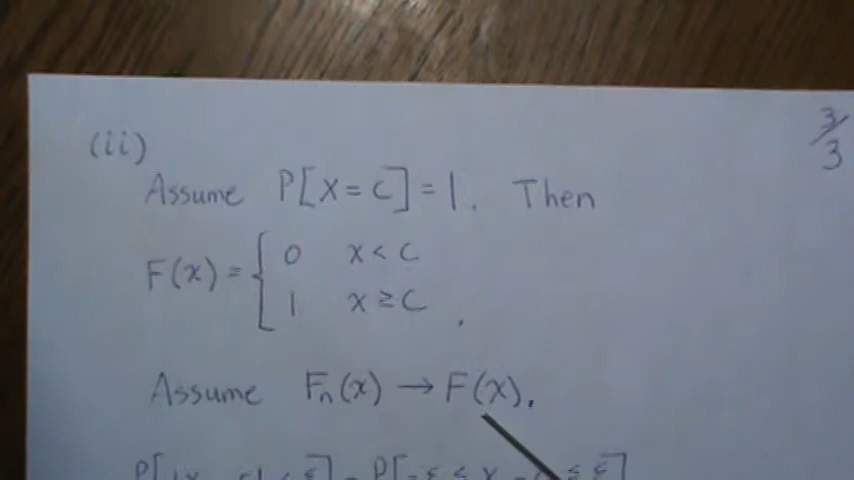 3/3
(ii)
Assume P[X = C] = 1. Then
F(x) = { 0 x < C
1 x ≥ C .
Assume Fn(x) → F(x).